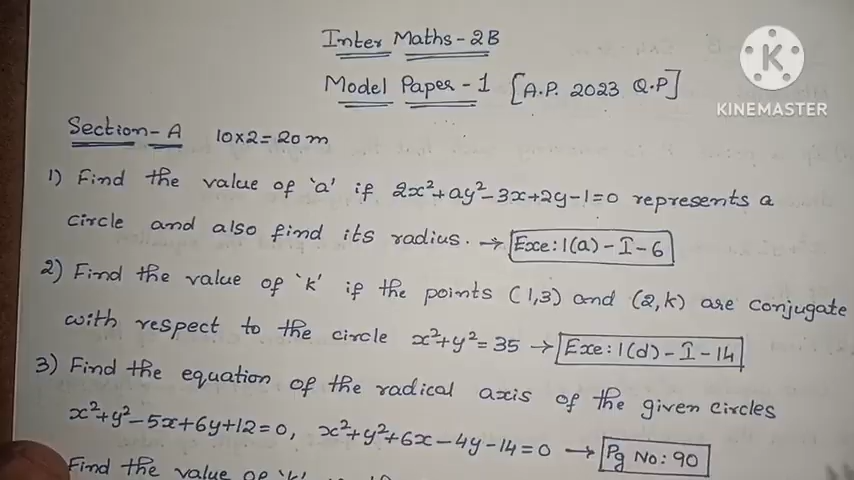 Inter Maths-2B
Model Paper-1 [A.P. 2023 Q.P]
KINEMASTER
Section-A 10x2=20m
1) Find the value of 'a' if 2x²+ay²-3x+2y-1=0 represents a
circle and also find its radius. → Exe: 1(a)-I-6
2) Find the value of 'k' if the points (1,3) and (2,k) are conjugate
with respect to the circle x²+y²=35 → Exe: 1(d)-I-14
3) Find the equation of the radical axis of the given circles
x²+y²-5x+6y+12=0, x²+y²+6x-4y-14=0 → Pg No: 90
Find the value of 'k'